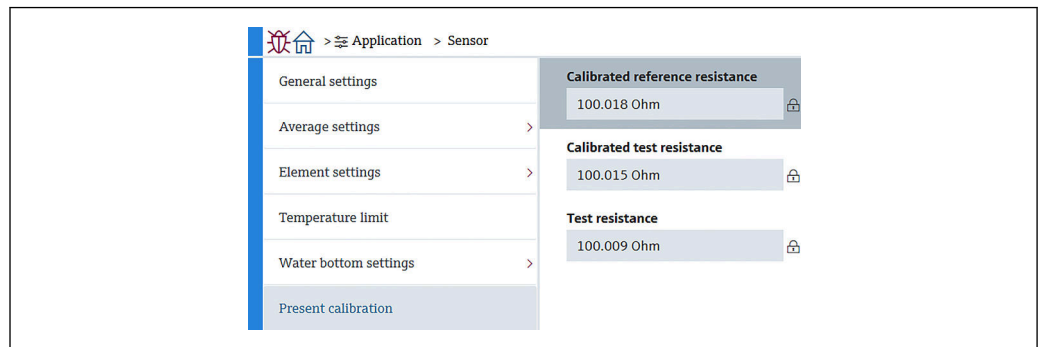 > Application > Sensor
General settings
Average settings
Element settings
Temperature limit
Water bottom settings
Present calibration
Calibrated reference resistance
100.018 Ohm
Calibrated test resistance
100.015 Ohm
Test resistance
100.009 Ohm